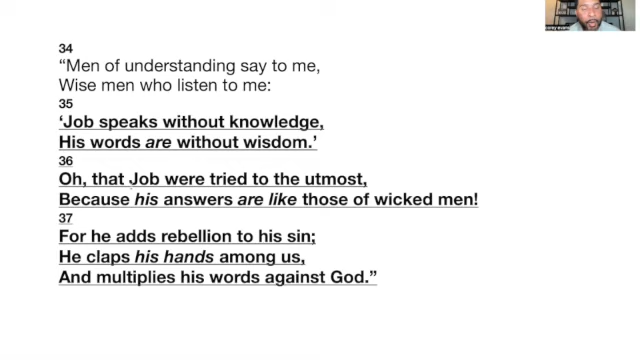 34
“Men of understanding say to me,
Wise men who listen to me:
35
‘Job speaks without knowledge,
His words are without wisdom.’
36
Oh, that Job were tried to the utmost,
Because his answers are like those of wicked men!
37
For he adds rebellion to his sin;
He claps his hands among us,
And multiplies his words against God.”